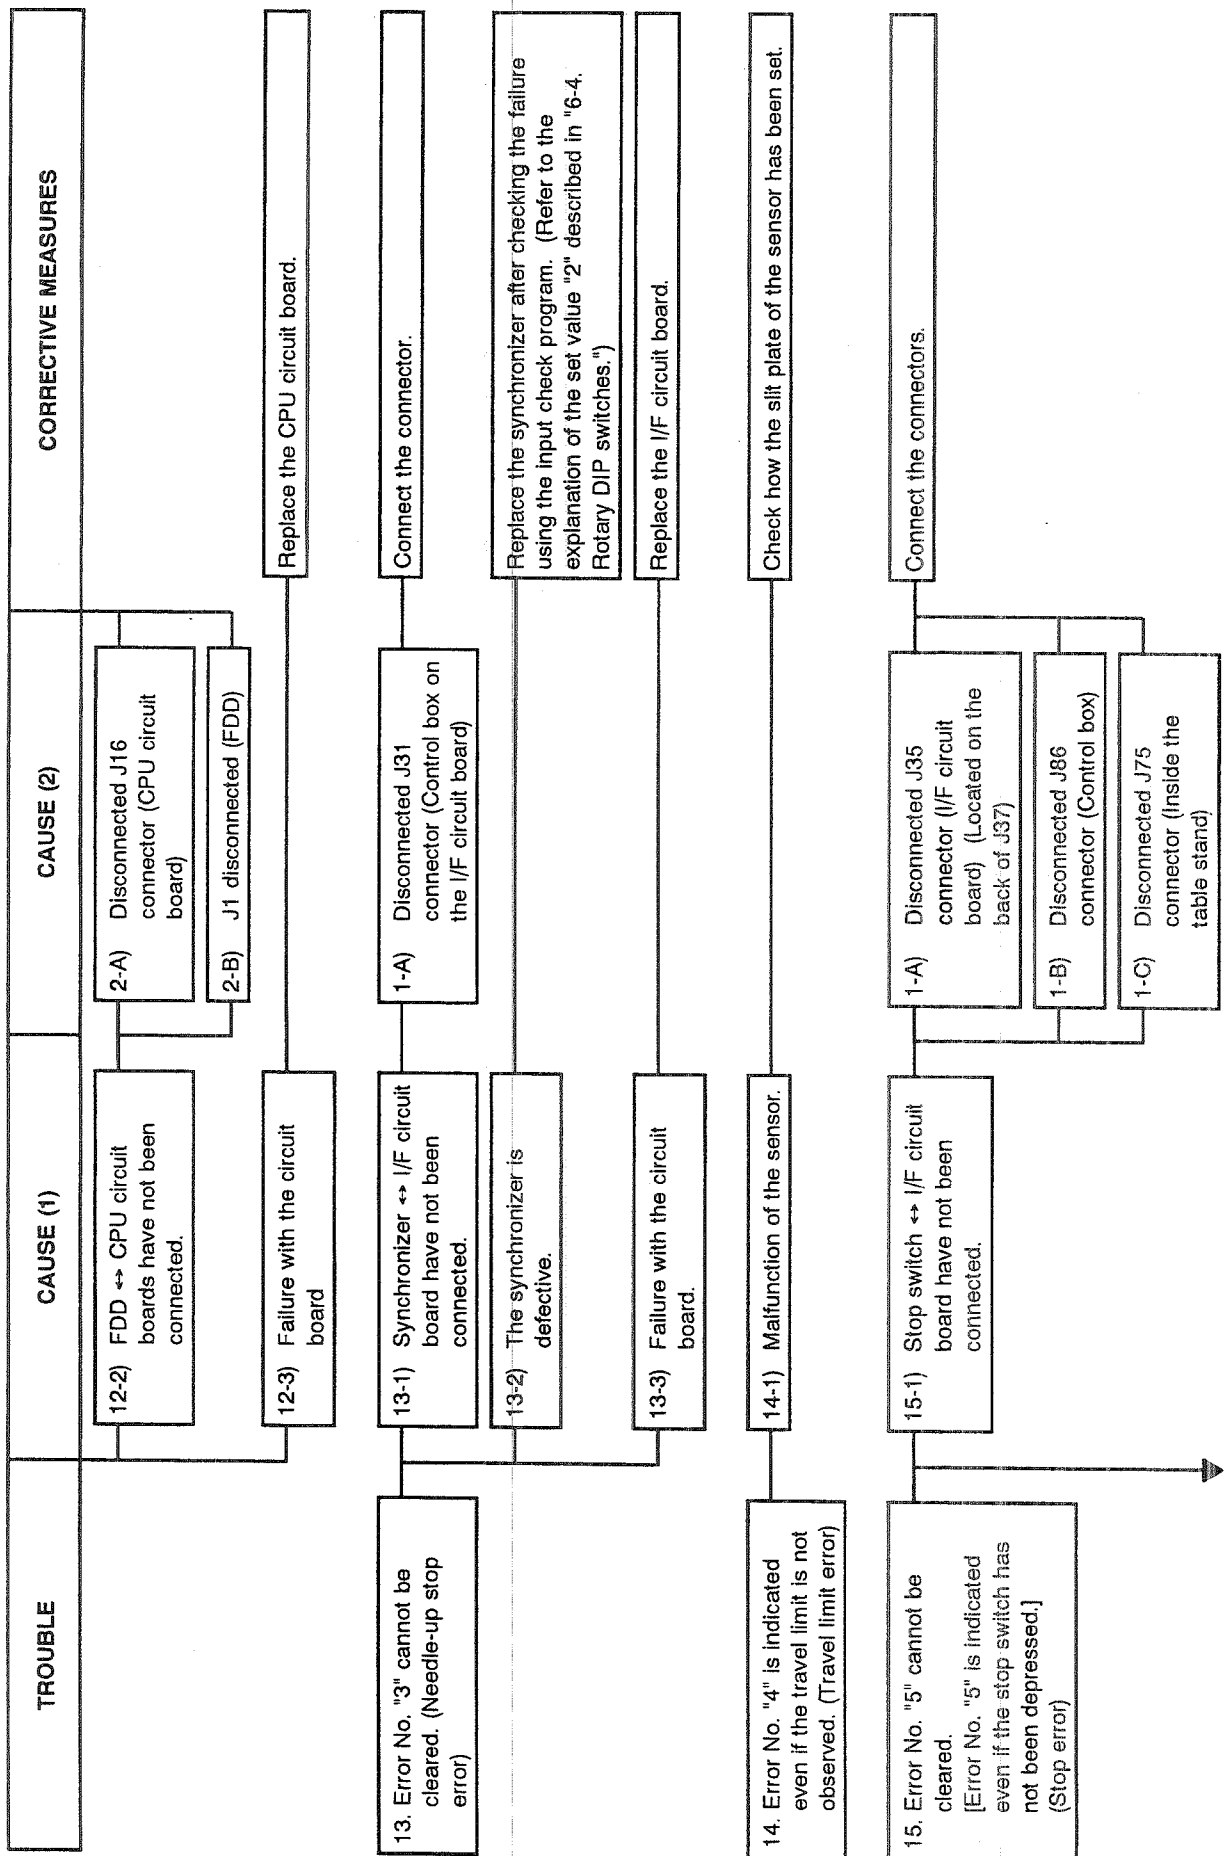 TROUBLE
CAUSE (1)
CAUSE (2)
CORRECTIVE MEASURES
12-2) FDD ↔ CPU circuit
boards have not been
connected.
2-A) Disconnected J16
connector (CPU circuit
board)
2-B) J1 disconnected (FDD)
12-3) Failure with the circuit
board
Replace the CPU circuit board.
13. Error No. "3" cannot be
cleared. (Needle-up stop
error)
13-1) Synchronizer ↔ I/F circuit
board have not been
connected.
1-A) Disconnected J31
connector (Control box on
the I/F circuit board)
Connect the connector.
13-2) The synchronizer is
defective.
Replace the synchronizer after checking the failure
using the input check program. (Refer to the
explanation of the set value "2" described in "6-4.
Rotary DIP switches.")
13-3) Failure with the circuit
board.
Replace the I/F circuit board.
14. Error No. "4" is indicated
even if the travel limit is not
observed. (Travel limit error)
14-1) Malfunction of the sensor.
Check how the slit plate of the sensor has been set.
15. Error No. "5" cannot be
cleared.
[Error No. "5" is indicated
even if the stop switch has
not been depressed.]
(Stop error)
15-1) Stop switch ↔ I/F circuit
board have not been
connected.
1-A) Disconnected J35
connector (I/F circuit
board) (Located on the
back of J37)
1-B) Disconnected J86
connector (Control box)
1-C) Disconnected J75
connector (Inside the
table stand)
Connect the connectors.